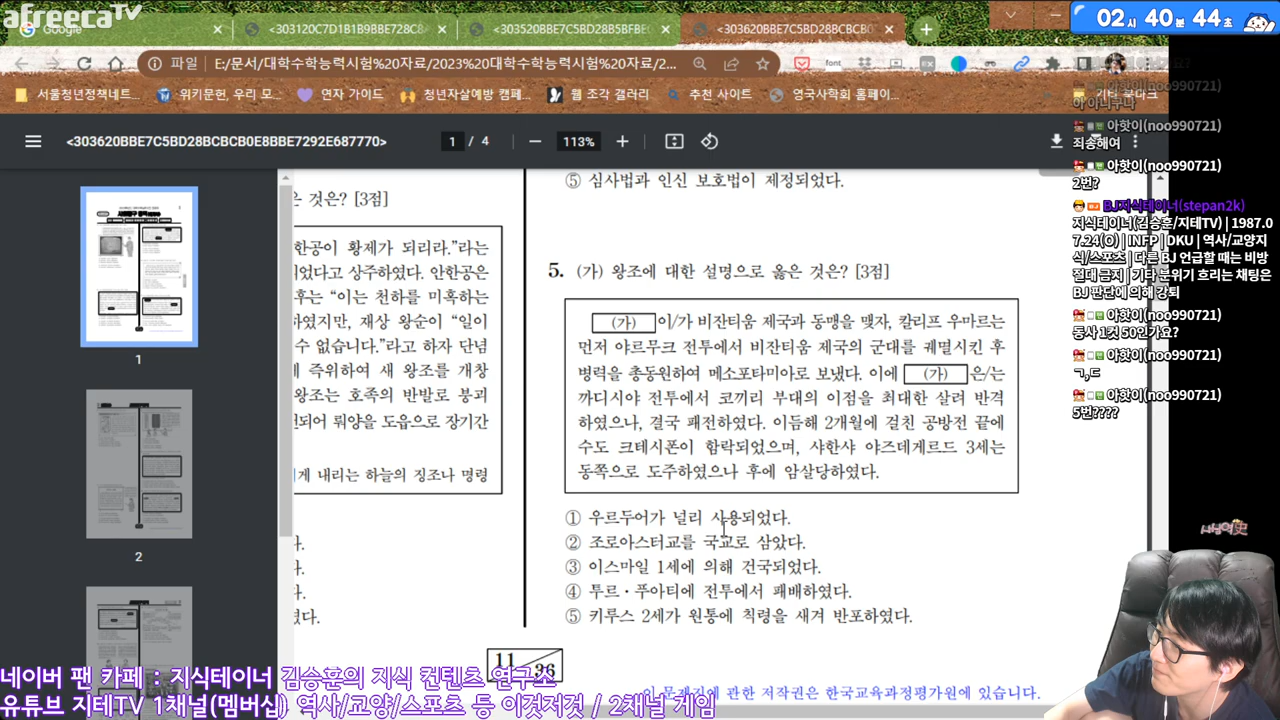 afreecaTV
Google
<303120C7D1B1B9BBE728C8
<303520BBE7C5BD28B5BFBE
<303620BBE7C5BD28BCBCB0
02시 40분 44초
파일 E:/문서/대학수학능력시험%20자료/2023%20대학수학능력시험%20자료/2...
서울청년정책네트...
위키문헌, 우리 모...
연자 가이드
청년자살예방 캠페...
웹 조각 갤러리
추천 사이트
영국사학회 홈페이...
기타 북마크
<303620BBE7C5BD28BCBCB0E8BBE7292E687770>
1 / 4
113%
1
2
은 것은? [3점]
한공이 황제가 되리라.”라는
되었다고 상주하였다. 안한공은
후는 “이는 천하를 미혹하는
하였지만, 재상 왕순이 “일이
수 없습니다.”라고 하자 단념
즉위하여 새 왕조를 개창
왕조는 호족의 반발로 붕괴
되어 뤄양을 도읍으로 장기간
게 내리는 하늘의 징조나 명령
다.
다.
다.
였다.
⑤ 심사법과 인신 보호법이 제정되었다.
5. (가) 왕조에 대한 설명으로 옳은 것은? [3점]
(가) 이/가 비잔티움 제국과 동맹을 맺자, 칼리프 우마르는
먼저 야르무크 전투에서 비잔티움 제국의 군대를 궤멸시킨 후
병력을 총동원하여 메소포타미아로 보냈다. 이에 (가) 은/는
까디시야 전투에서 코끼리 부대의 이점을 최대한 살려 반격
하였으나, 결국 패전하였다. 이듬해 2개월에 걸친 공방전 끝에
수도 크테시폰이 함락되었으며, 샤한샤 야즈데게르드 3세는
동쪽으로 도주하였으나 후에 암살당하였다.
① 우르두어가 널리 사용되었다.
② 조로아스터교를 국교로 삼았다.
③ 이스마일 1세에 의해 건국되었다.
④ 투르·푸아티에 전투에서 패배하였다.
⑤ 키루스 2세가 원통에 칙령을 새겨 반포하였다.
11 26
이 문제지에 관한 저작권은 한국교육과정평가원에 있습니다.
아 아니구나
아핫이(noo990721)
죄송해여
아핫이(noo990721)
2번?
BJ지식테이너(stepan2k)
지식테이너(김승훈/지테TV) | 1987.0
7.24(O) | INFP | DKU | 역사/교양지
식/스포츠 | 다른 BJ 언급할 때는 비방
절대 금지 | 기타 분위기 흐리는 채팅은
BJ 판단에 의해 강퇴
아핫이(noo990721)
동사 1컷 50인가요?
아핫이(noo990721)
ㄱ,ㄷ
아핫이(noo990721)
5번????
네이버 팬 카페 : 지식테이너 김승훈의 지식 컨텐츠 연구소
유튜브 지테TV 1채널(멤버십) 역사/교양/스포츠 등 이것저것 / 2채널 게임